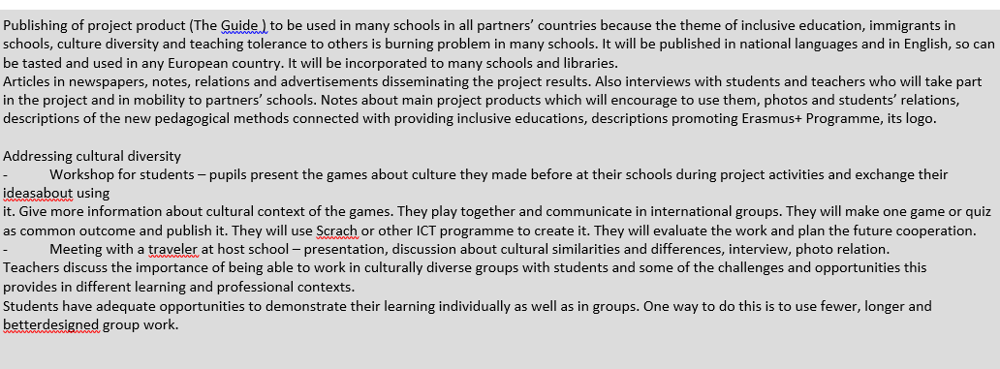 Publishing of project product (The Guide ) to be used in many schools in all partners’ countries because the theme of inclusive education, immigrants in
schools, culture diversity and teaching tolerance to others is burning problem in many schools. It will be published in national languages and in English, so can
be tasted and used in any European country. It will be incorporated to many schools and libraries.
Articles in newspapers, notes, relations and advertisements disseminating the project results. Also interviews with students and teachers who will take part
in the project and in mobility to partners’ schools. Notes about main project products which will encourage to use them, photos and students’ relations,
descriptions of the new pedagogical methods connected with providing inclusive educations, descriptions promoting Erasmus+ Programme, its logo.
Addressing cultural diversity
- Workshop for students – pupils present the games about culture they made before at their schools during project activities and exchange their
ideasabout using
it. Give more information about cultural context of the games. They play together and communicate in international groups. They will make one game or quiz
as common outcome and publish it. They will use Scrach or other ICT programme to create it. They will evaluate the work and plan the future cooperation.
- Meeting with a traveler at host school – presentation, discussion about cultural similarities and differences, interview, photo relation.
Teachers discuss the importance of being able to work in culturally diverse groups with students and some of the challenges and opportunities this
provides in different learning and professional contexts.
Students have adequate opportunities to demonstrate their learning individually as well as in groups. One way to do this is to use fewer, longer and
betterdesigned group work.